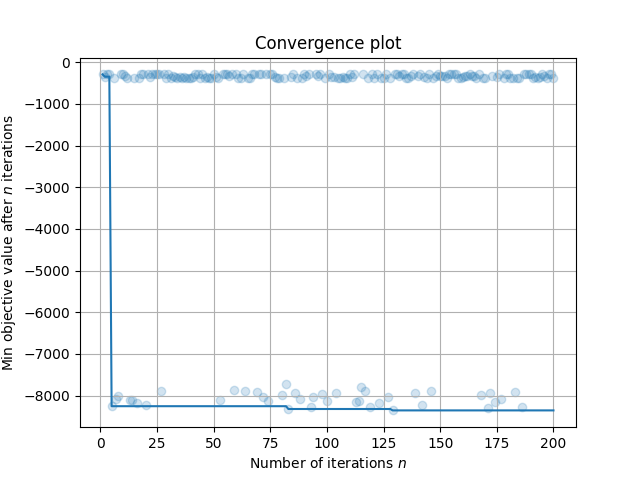 Convergence plot
Min objective value after n iterations
0
−1000
−2000
−3000
−4000
−5000
−6000
−7000
−8000
0 25 50 75 100 125 150 175 200
Number of iterations n